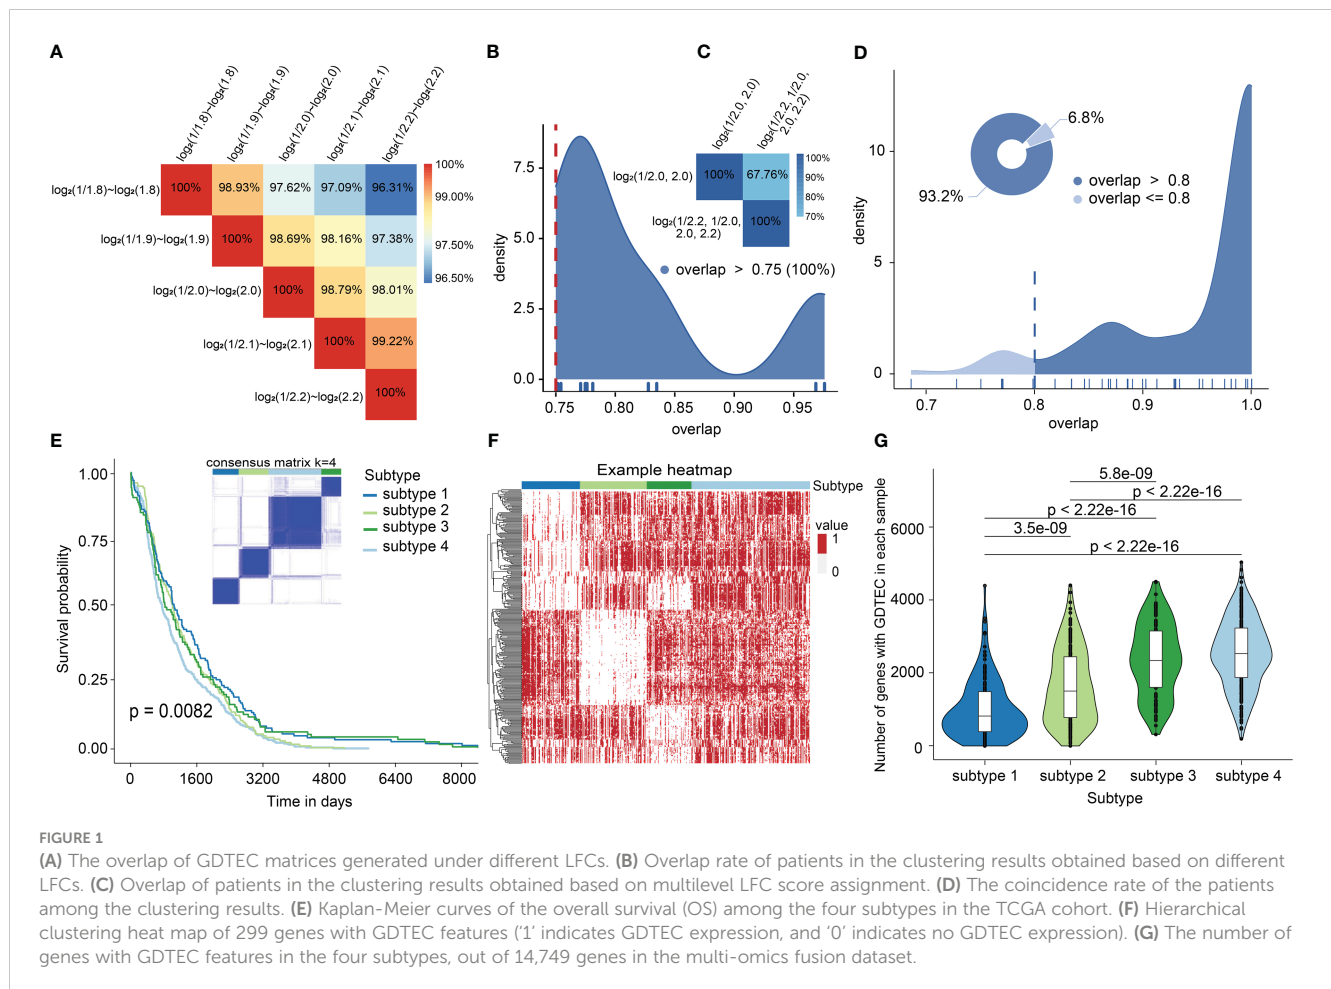 A
log₂(1/1.8)~log₂(1.8)
log₂(1/1.9)~log₂(1.9)
log₂(1/2.0)~log₂(2.0)
log₂(1/2.1)~log₂(2.1)
log₂(1/2.2)~log₂(2.2)
log₂(1/1.8)~log₂(1.8) 100% 98.93% 97.62% 97.09% 96.31%
log₂(1/1.9)~log₂(1.9) 100% 98.69% 98.16% 97.38%
log₂(1/2.0)~log₂(2.0) 100% 98.79% 98.01%
log₂(1/2.1)~log₂(2.1) 100% 99.22%
log₂(1/2.2)~log₂(2.2) 100%
100%
99.00%
97.50%
96.50%
B
density
7.5
5.0
2.5
0.0
0.75 0.80 0.85 0.90 0.95
overlap
overlap > 0.75 (100%)
C
log₂(1/2.0, 2.0)
log₂(1/2.2, 1/2.0,
2.0, 2.2)
log₂(1/2.0, 2.0) 100% 67.76%
log₂(1/2.2, 1/2.0,
2.0, 2.2) 100%
100%
90%
80%
70%
D
density
10
5
0
0.7 0.8 0.9 1.0
overlap
6.8%
93.2%
overlap > 0.8
overlap <= 0.8
E
Survival probability
1.00
0.75
0.50
0.25
0.00
0 1600 3200 4800 6400 8000
Time in days
p = 0.0082
consensus matrix k=4
Subtype
subtype 1
subtype 2
subtype 3
subtype 4
F
Example heatmap
Subtype
value
1
0
G
Number of genes with GDTEC in each sample
6000
4000
2000
0
5.8e-09
p < 2.22e-16
p < 2.22e-16
3.5e-09
p < 2.22e-16
subtype 1 subtype 2 subtype 3 subtype 4
Subtype
FIGURE 1
(A) The overlap of GDTEC matrices generated under different LFCs. (B) Overlap rate of patients in the clustering results obtained based on different
LFCs. (C) Overlap of patients in the clustering results obtained based on multilevel LFC score assignment. (D) The coincidence rate of the patients
among the clustering results. (E) Kaplan-Meier curves of the overall survival (OS) among the four subtypes in the TCGA cohort. (F) Hierarchical
clustering heat map of 299 genes with GDTEC features (‘1’ indicates GDTEC expression, and ‘0’ indicates no GDTEC expression). (G) The number of
genes with GDTEC features in the four subtypes, out of 14,749 genes in the multi-omics fusion dataset.